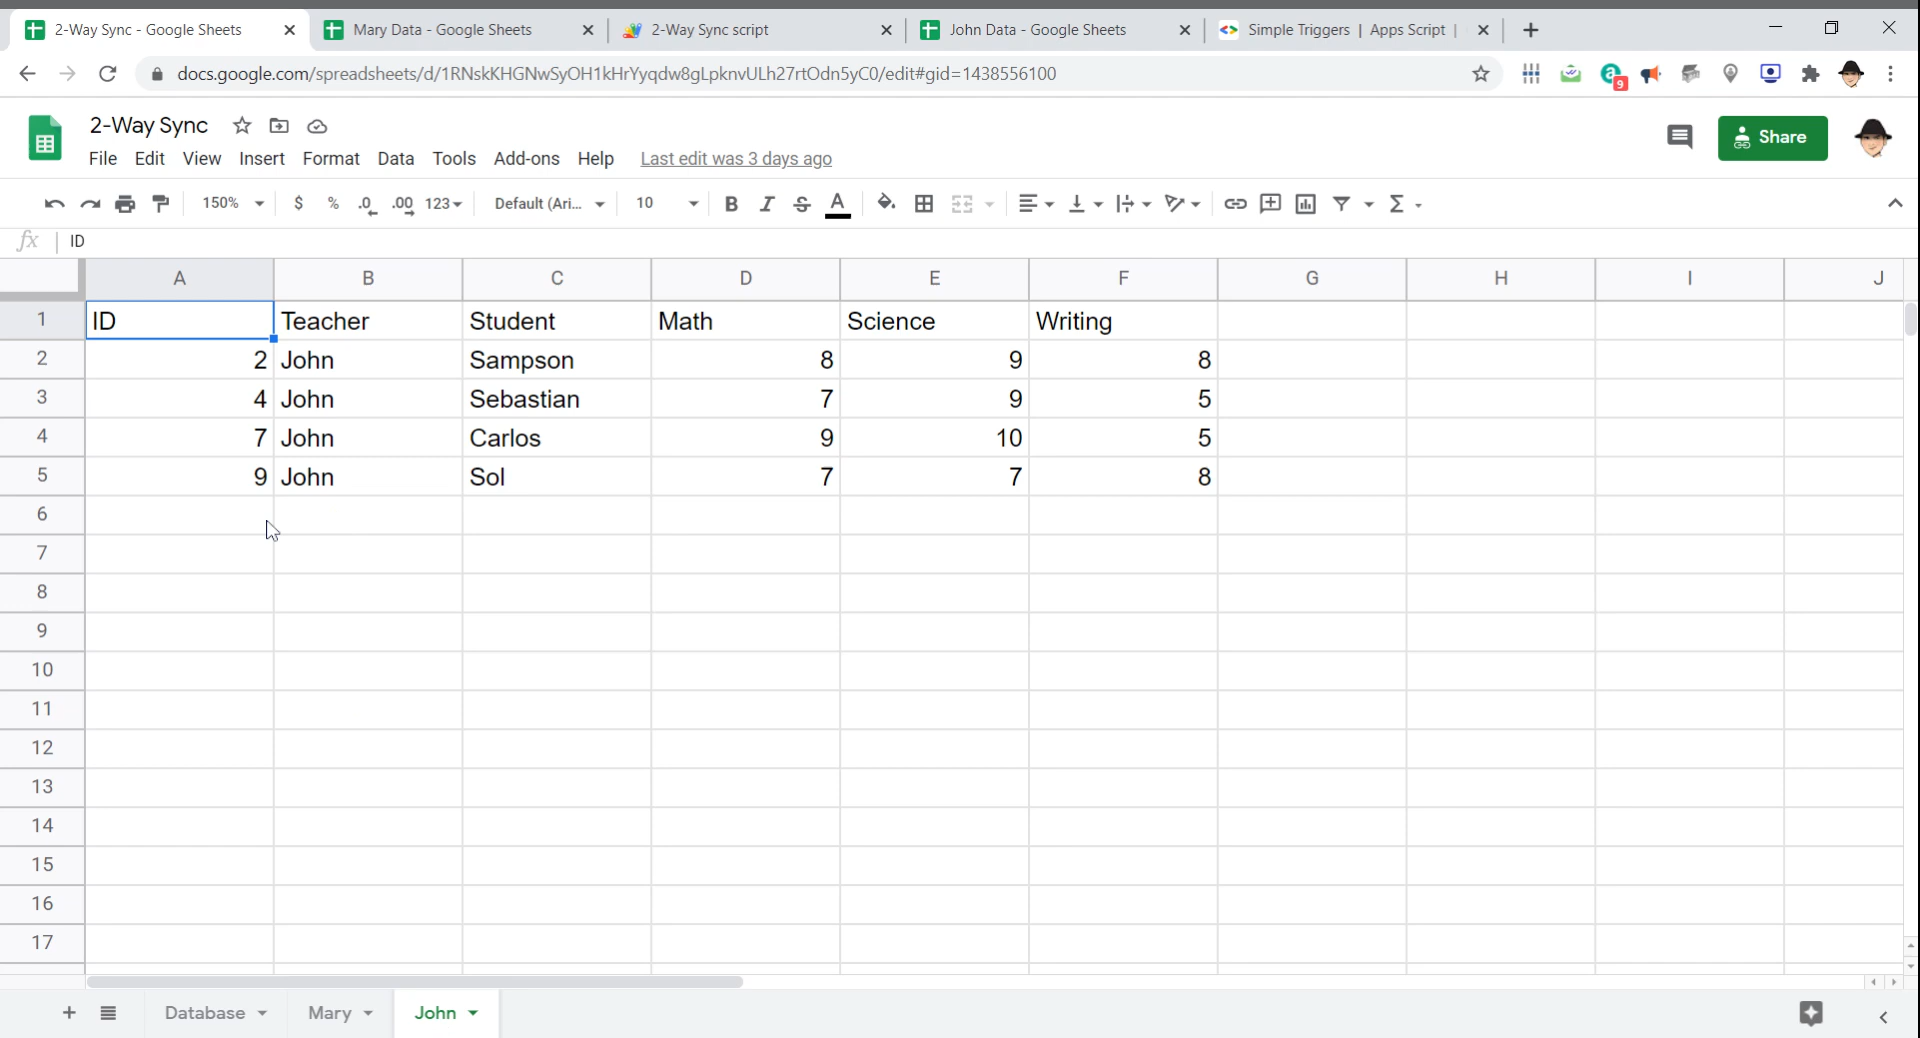 2-Way Sync - Google Sheets
Mary Data - Google Sheets
2-Way Sync script
John Data - Google Sheets
Simple Triggers | Apps Script |
docs.google.com/spreadsheets/d/1RNskKHGNwSyOH1kHrYyqdw8gLpknvULh27rtOdn5yC0/edit#gid=1438556100
9
2-Way Sync
File Edit View Insert Format Data Tools Add-ons Help Last edit was 3 days ago
Share
150% $ % .0 .00 123 Default (Ari... 10 B I S A Σ
fx ID
A B C D E F G H I J
1 ID Teacher Student Math Science Writing
2 2 John Sampson 8 9 8
3 4 John Sebastian 7 9 5
4 7 John Carlos 9 10 5
5 9 John Sol 7 7 8
6
7
8
9
10
11
12
13
14
15
16
17
Database Mary John